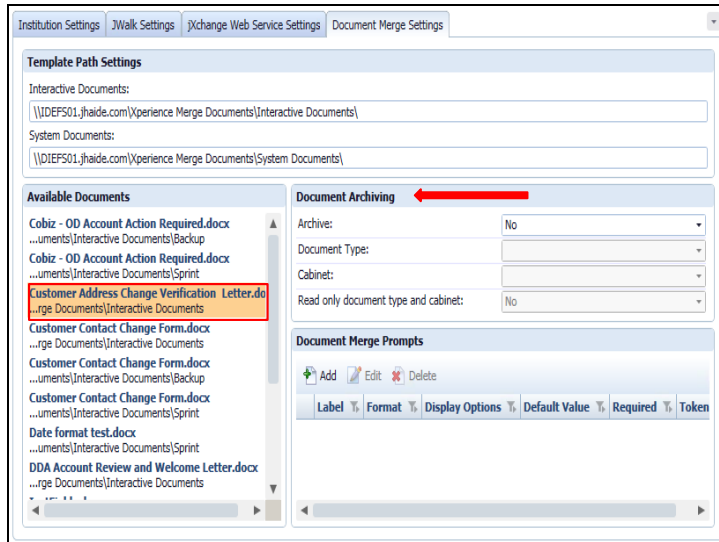 Institution Settings JWalk Settings jXchange Web Service Settings Document Merge Settings
Template Path Settings
Interactive Documents:
\\IDEFS01.jhaide.com\Xperience Merge Documents\Interactive Documents\
System Documents:
\\DIEFS01.jhaide.com\Xperience Merge Documents\System Documents\
Available Documents
Cobiz - OD Account Action Required.docx
...uments\Interactive Documents\Backup
Cobiz - OD Account Action Required.docx
...uments\Interactive Documents\Sprint
Customer Address Change Verification Letter.do
...rge Documents\Interactive Documents
Customer Contact Change Form.docx
...rge Documents\Interactive Documents
Customer Contact Change Form.docx
...uments\Interactive Documents\Backup
Customer Contact Change Form.docx
...uments\Interactive Documents\Sprint
Date format test.docx
...uments\Interactive Documents\Sprint
DDA Account Review and Welcome Letter.docx
...rge Documents\Interactive Documents
Document Archiving
Archive: No
Document Type:
Cabinet:
Read only document type and cabinet: No
Document Merge Prompts
Add Edit Delete
Label Format Display Options Default Value Required Token